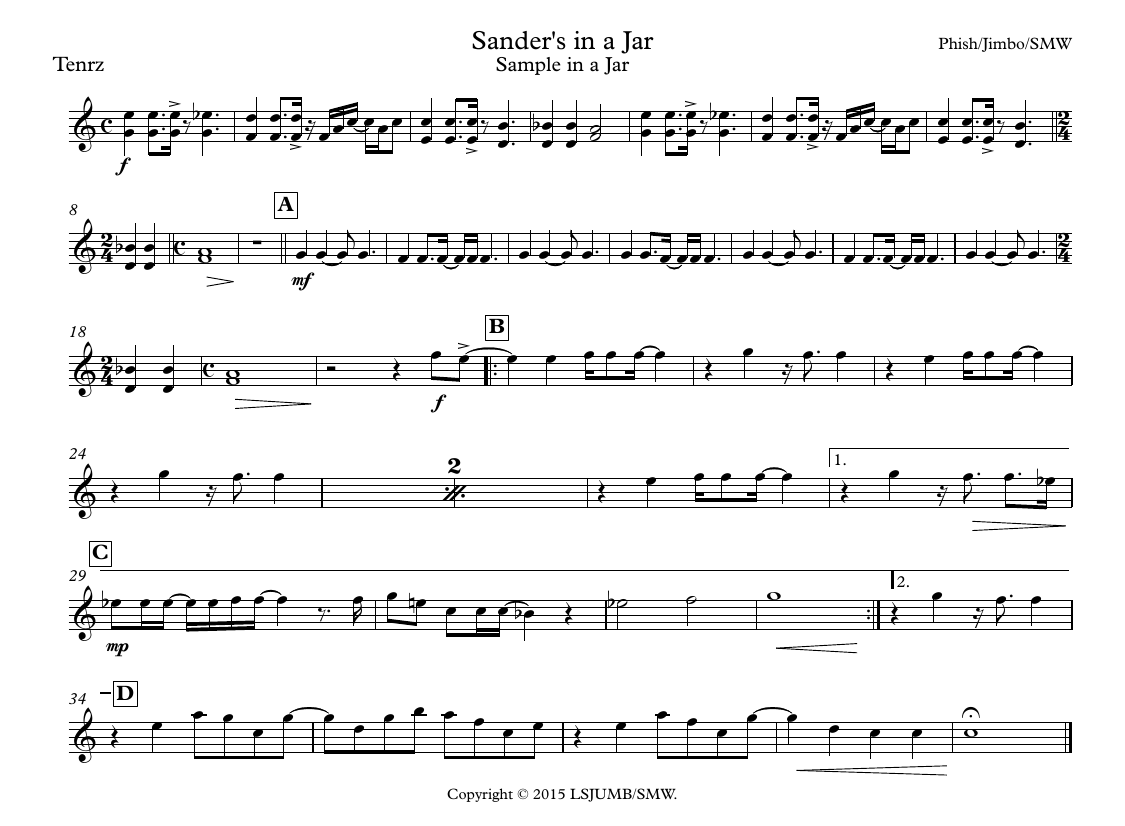 Sander's in a Jar
Phish/Jimbo/SMW
Tenrz
Sample in a Jar
f
8
A
mf
18
B
f
24
2
1.
C
29
2.
mp
34
D
Copyright © 2015 LSJUMB/SMW.